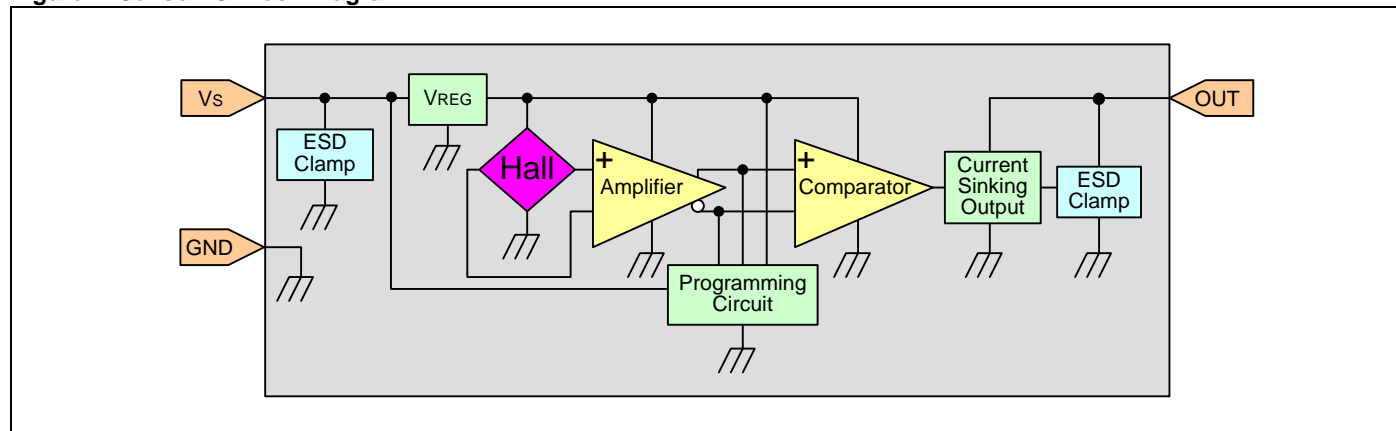 Vs
VREG
OUT
ESD
Clamp
Hall
+
Amplifier
+
Comparator
Current
Sinking
Output
ESD
Clamp
GND
Programming
Circuit